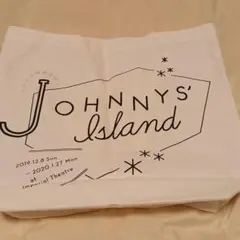 JOHNNYS'
Island
2019.12.8.Sun
– 2020.1.27 Mon
at
Imperial Theatre